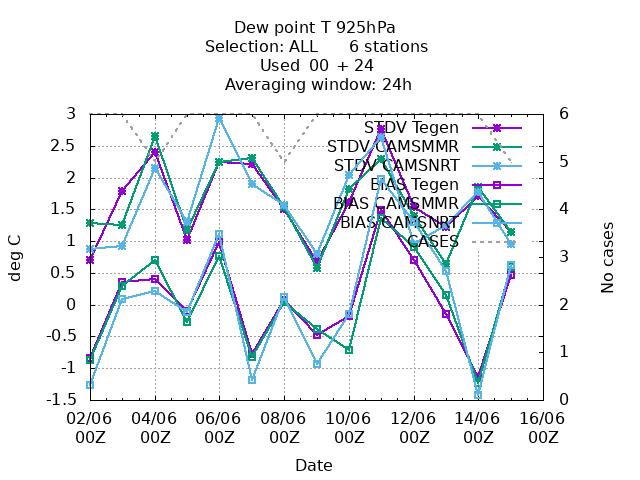 Dew point T 925hPa
Selection: ALL 6 stations
Used 00 + 24
Averaging window: 24h
3
2.5
2
1.5
1
0.5
0
-0.5
-1
-1.5
deg C
6
5
4
3
2
1
0
No cases
STDV Tegen
STDV CAMSMMR
STDV CAMSNRT
BIAS Tegen
BIAS CAMSMMR
BIAS CAMSNRT
CASES
02/06 04/06 06/06 08/06 10/06 12/06 14/06 16/06
00Z 00Z 00Z 00Z 00Z 00Z 00Z 00Z
Date